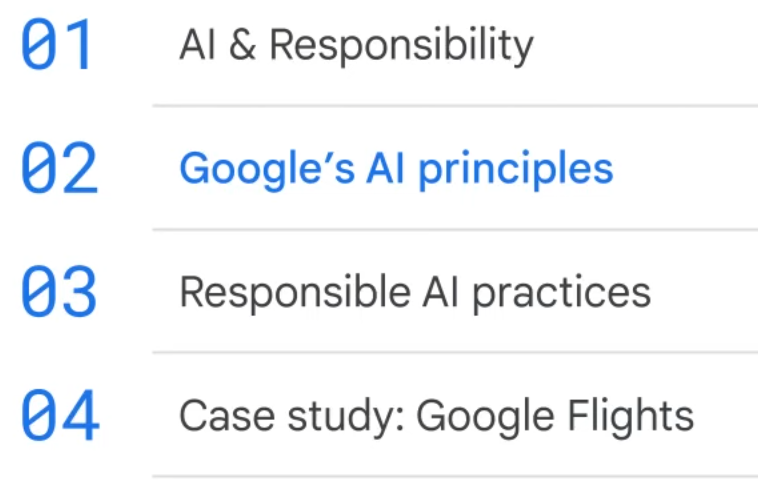 01 AI & Responsibility
02 Google’s AI principles
03 Responsible AI practices
04 Case study: Google Flights